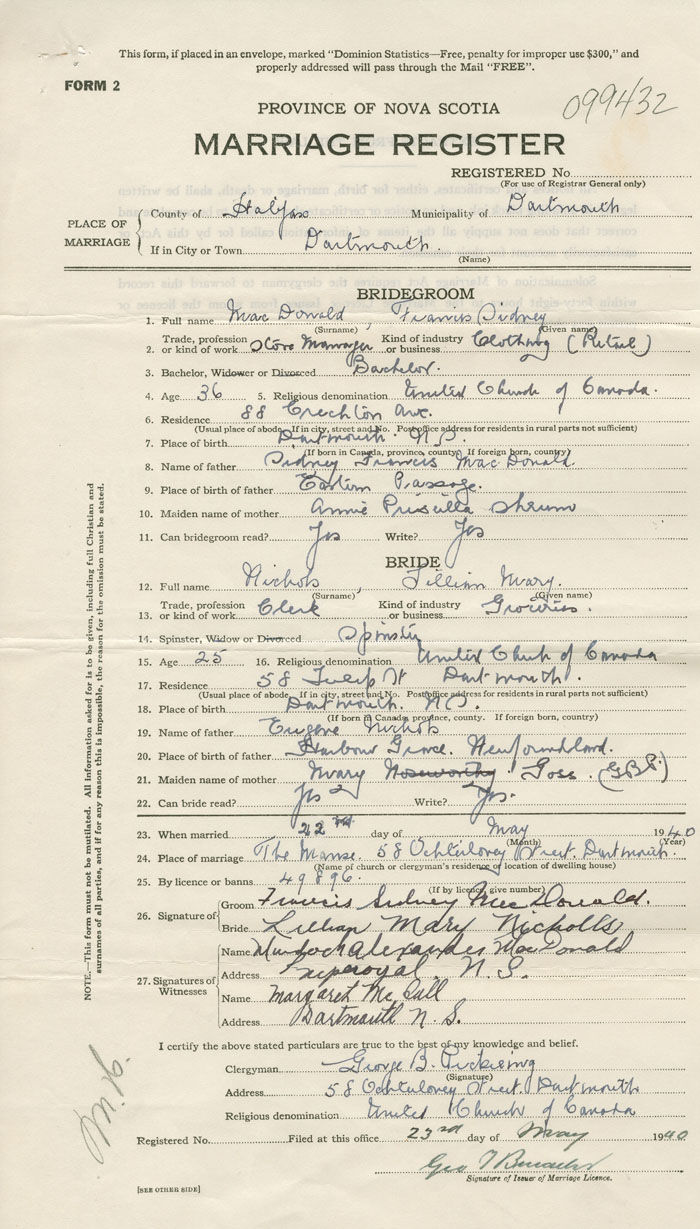 This form, if placed in an envelope, marked "Dominion Statistics—Free, penalty for improper use $300," and
properly addressed will pass through the Mail "FREE".
FORM 2
099432
PROVINCE OF NOVA SCOTIA
MARRIAGE REGISTER
REGISTERED No.
(For use of Registrar General only)
PLACE OF MARRIAGE
County of Halifax Municipality of Dartmouth
If in City or Town Dartmouth.
(Name)
BRIDEGROOM
1. Full name MacDonald, Francis Sidney
(Surname) (Given name)
2. Trade, profession or kind of work Store Manager Kind of industry or business Clothing (Retail)
3. Bachelor, Widower or Divorced Bachelor.
4. Age 36 5. Religious denomination United Church of Canada.
6. Residence 88 Crechton Ave.
(Usual place of abode. If in city, street and No. Postoffice address for residents in rural parts not sufficient)
7. Place of birth Dartmouth. N.S.
(If born in Canada, province, county. If foreign born, country)
8. Name of father Sidney Francis MacDonald.
9. Place of birth of father Eastern Passage.
10. Maiden name of mother Annie Priscilla Shrum
11. Can bridegroom read? Yes Write? Yes
BRIDE
12. Full name Nichols, Lillian Mary.
(Surname) (Given name)
13. Trade, profession or kind of work Clerk Kind of industry or business Groceries.
14. Spinster, Widow or Divorced Spinster
15. Age 25 16. Religious denomination United Church of Canada
17. Residence 58 Tulip St Dartmouth.
(Usual place of abode. If in city, street and No. Postoffice address for residents in rural parts not sufficient)
18. Place of birth Dartmouth. N.S.
(If born in Canada province, county. If foreign born, country)
19. Name of father Eugene Nichols
20. Place of birth of father Harbour Grace. Newfoundland.
21. Maiden name of mother Mary Noseworthy Goss. (G.B.P.)
22. Can bride read? Yes Write? Yes.
23. When married 22nd day of May 1940
(Month) (Year)
24. Place of marriage The Manse. 58 Ochterloney Street. Dartmouth.
(Name of church or clergyman's residence or location of dwelling house)
25. By licence or banns 49896.
(If by licence, give number)
26. Signature of
Groom Francis Sidney MacDonald.
Bride Lillian Mary Nicholls
27. Signatures of Witnesses
Name Murdoch Alexander MacDonald
Address N.S.
Name Margaret McCall
Address Dartmouth N.S.
I certify the above stated particulars are true to the best of my knowledge and belief.
Clergyman George B. Pickering
(Signature)
Address 58 Ochterloney Street. Dartmouth
Religious denomination United Church of Canada
Registered No. Filed at this office 23rd day of May 1940
Geo
Signature of Issuer of Marriage Licence.
[SEE OTHER SIDE]
NOTE.—This form must not be mutilated. All information asked for is to be given, including full Christian and
surnames of all parties, and if for any reason this is impossible, the reason for the omission must be stated.